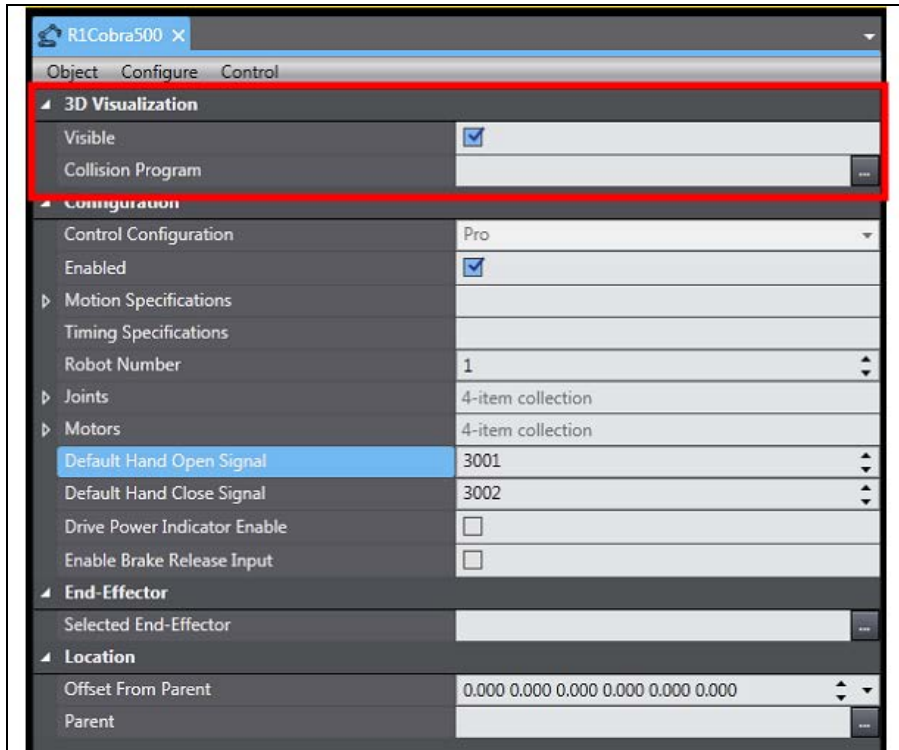 R1Cobra500
Object Configure Control
3D Visualization
Visible
Collision Program ...
Configuration
Control Configuration Pro
Enabled
Motion Specifications
Timing Specifications
Robot Number 1
Joints 4-item collection
Motors 4-item collection
Default Hand Open Signal 3001
Default Hand Close Signal 3002
Drive Power Indicator Enable
Enable Brake Release Input
End-Effector
Selected End-Effector ...
Location
Offset From Parent 0.000 0.000 0.000 0.000 0.000 0.000
Parent ...